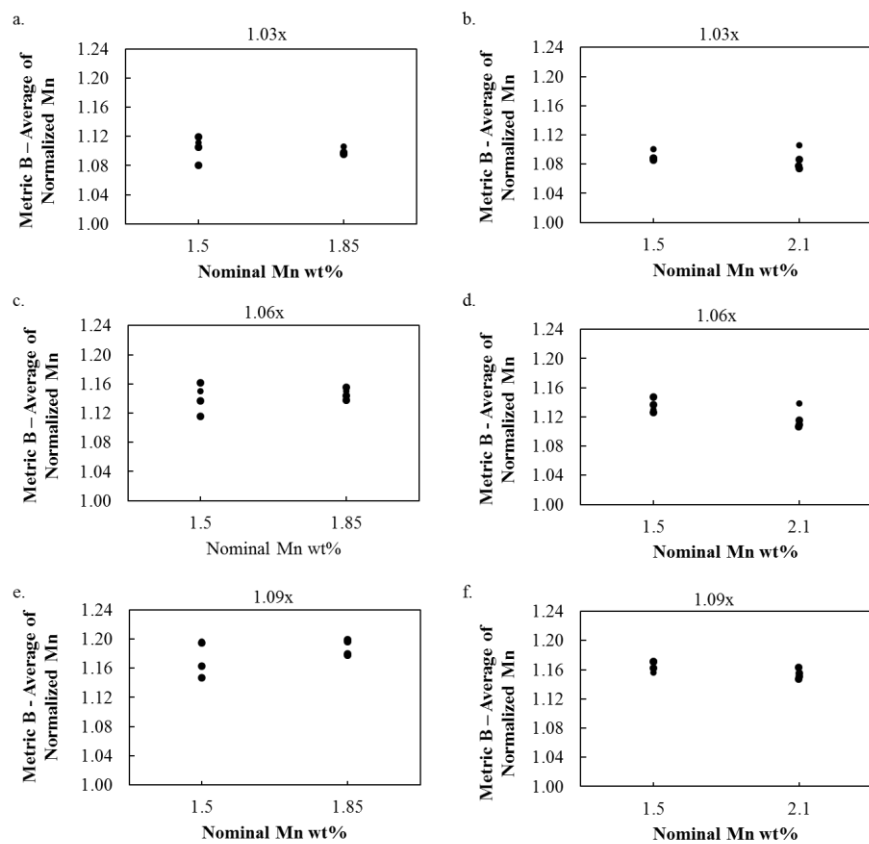 a.
1.03x
Metric B – Average of
Normalized Mn
1.24
1.20
1.16
1.12
1.08
1.04
1.00
1.5
1.85
Nominal Mn wt%
b.
1.03x
Metric B - Average of
Normalized Mn
1.24
1.20
1.16
1.12
1.08
1.04
1.00
1.5
2.1
Nominal Mn wt%
c.
1.06x
Metric B – Average of
Normalized Mn
1.24
1.20
1.16
1.12
1.08
1.04
1.00
1.5
1.85
Nominal Mn wt%
d.
1.06x
Metric B - Average of
Normalized Mn
1.24
1.20
1.16
1.12
1.08
1.04
1.00
1.5
2.1
Nominal Mn wt%
e.
1.09x
Metric B - Average of
Normalized Mn
1.24
1.20
1.16
1.12
1.08
1.04
1.00
1.5
1.85
Nominal Mn wt%
f.
1.09x
Metric B – Average of
Normalized Mn
1.24
1.20
1.16
1.12
1.08
1.04
1.00
1.5
2.1
Nominal Mn wt%